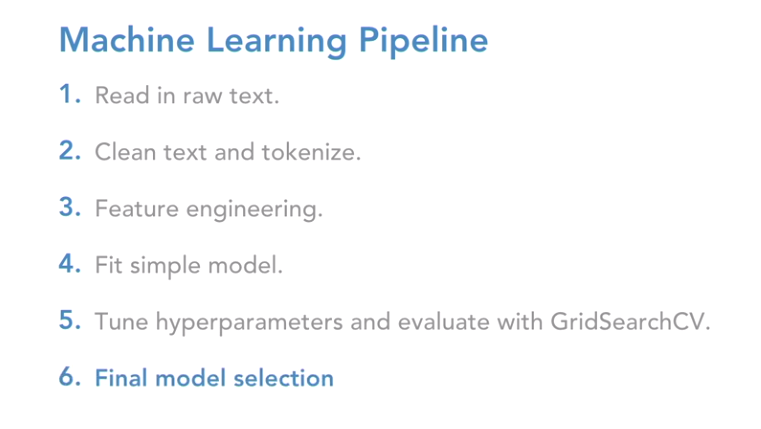 Machine Learning Pipeline
1. Read in raw text.
2. Clean text and tokenize.
3. Feature engineering.
4. Fit simple model.
5. Tune hyperparameters and evaluate with GridSearchCV.
6. Final model selection